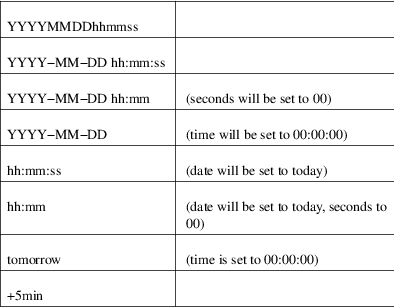 YYYYMMDDhhmmss
YYYY−MM−DD hh:mm:ss
YYYY−MM−DD hh:mm (seconds will be set to 00)
YYYY−MM−DD (time will be set to 00:00:00)
hh:mm:ss (date will be set to today)
hh:mm (date will be set to today, seconds to
00)
tomorrow (time is set to 00:00:00)
+5min